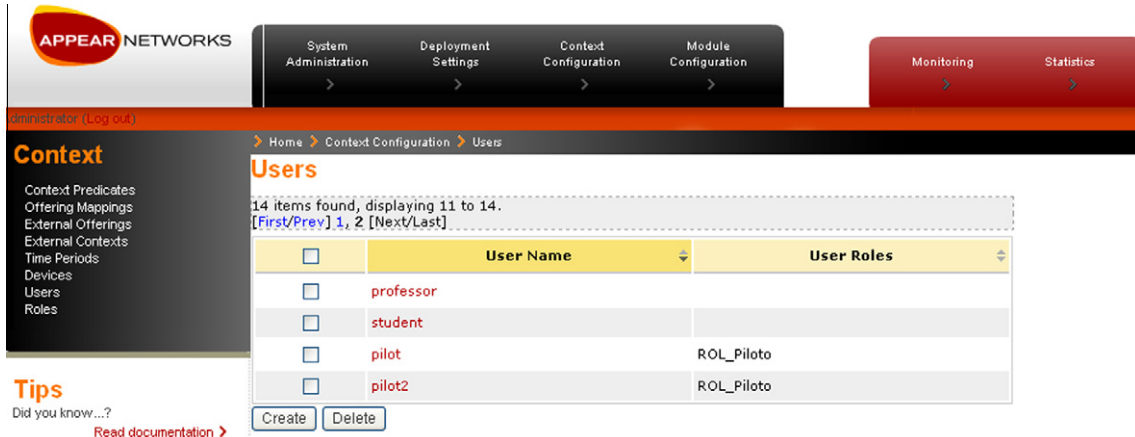 APPEAR NETWORKS
System Administration
Deployment Settings
Context Configuration
Module Configuration
Monitoring
Statistics
dministrator (Log out)
Context
Context Predicates
Offering Mappings
External Offerings
External Contexts
Time Periods
Devices
Users
Roles
Home Context Configuration Users
Users
14 items found, displaying 11 to 14.
[First/Prev] 1, 2 [Next/Last]
User Name User Roles
professor
student
pilot ROL_Piloto
pilot2 ROL_Piloto
Create Delete
Tips
Did you know...?
Read documentation